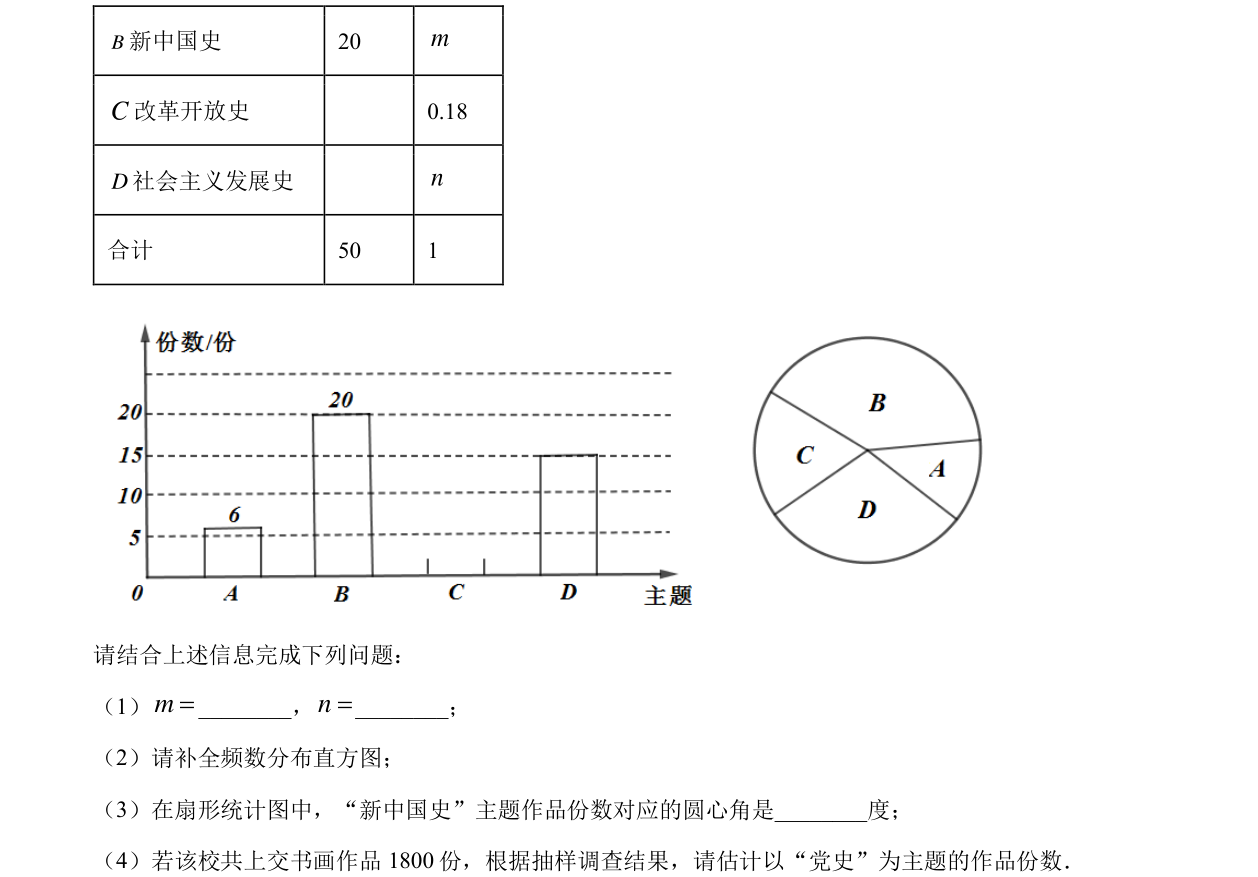 B 新中国史 20 m
C 改革开放史 0.18
D 社会主义发展史 n
合计 50 1
份数/份
20
15
10
5
0
20
6
A B C D 主题
B
C
A
D
请结合上述信息完成下列问题：
（1）m＝________，n＝________；
（2）请补全频数分布直方图；
（3）在扇形统计图中，“新中国史”主题作品份数对应的圆心角是________度；
（4）若该校共上交书画作品 1800 份，根据抽样调查结果，请估计以“党史”为主题的作品份数．